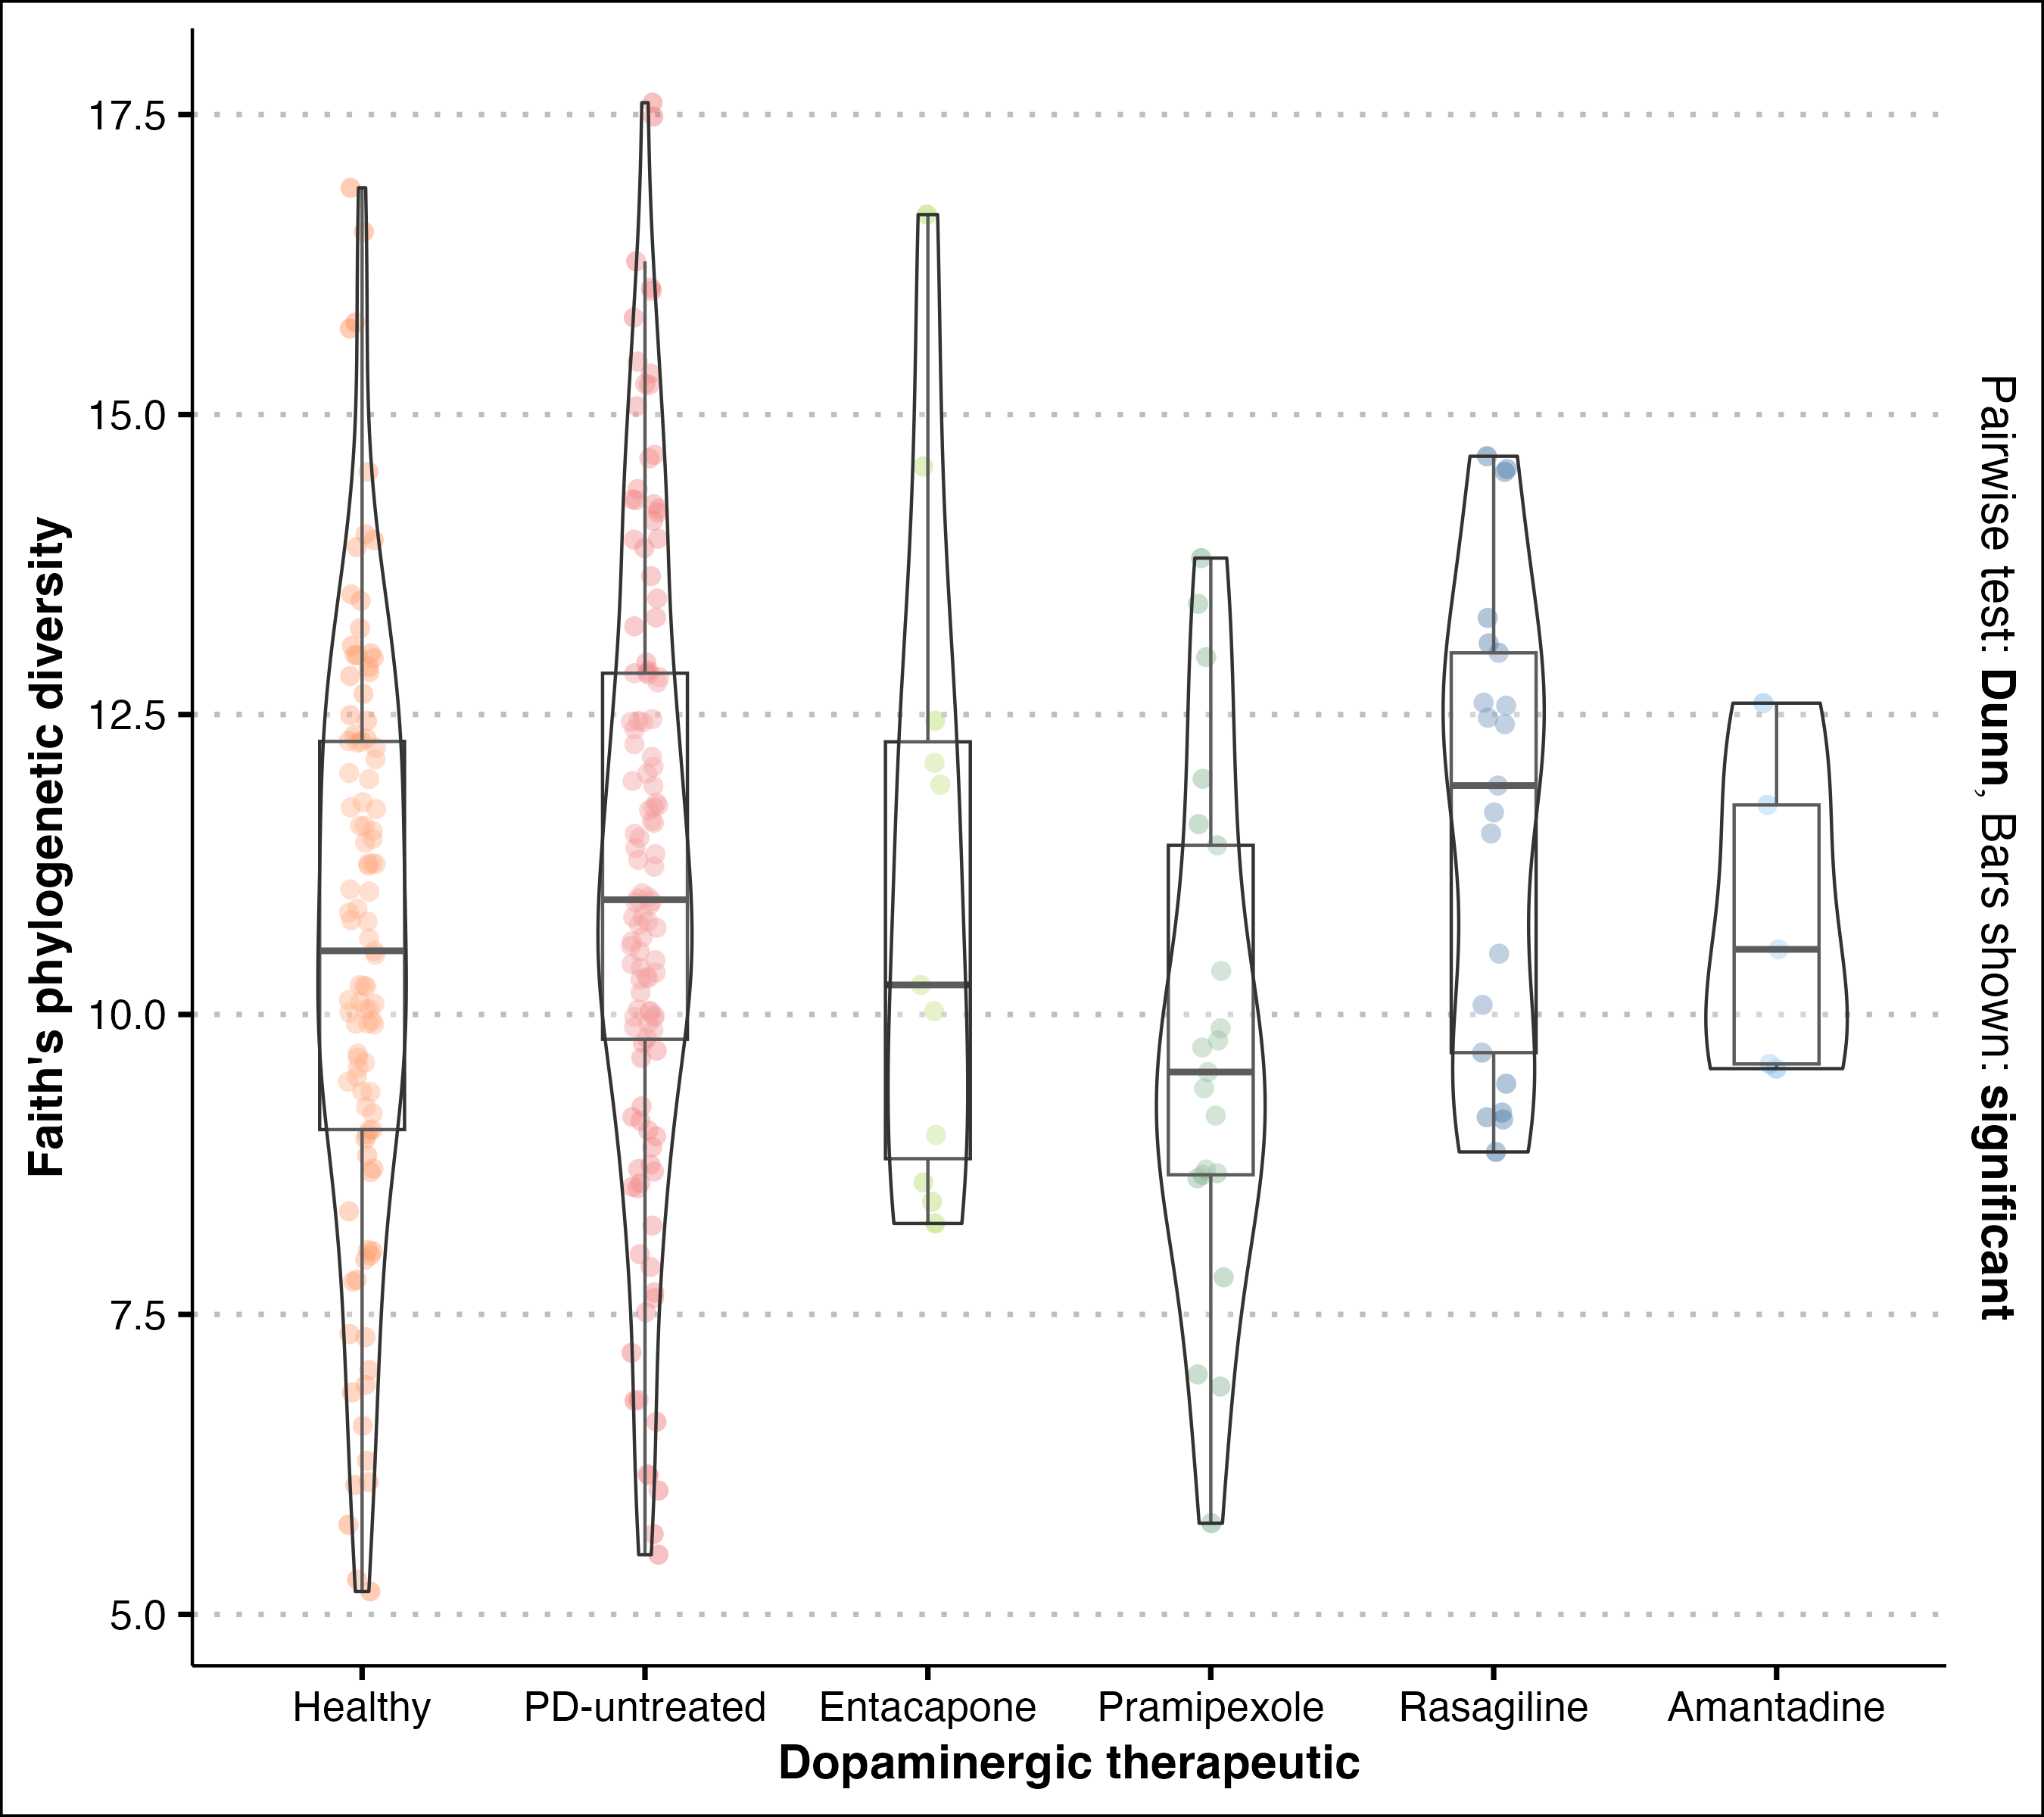 Faith's phylogenetic diversity
17.5
15.0
12.5
10.0
7.5
5.0
Healthy
PD-untreated
Entacapone
Pramipexole
Rasagiline
Amantadine
Dopaminergic therapeutic
Pairwise test: Dunn, Bars shown: significant